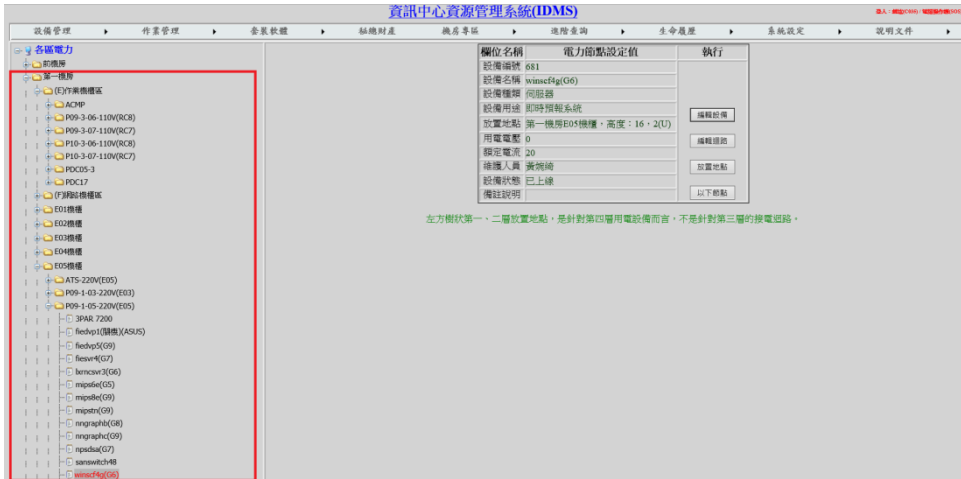 資訊中心資源管理系統(IDMS)
設備管理 作業管理 套裝軟體 秘總財產 機房專區 進階查詢 生命履歷 系統設定 說明文件
各區電力
前機房
第一機房
(E)作業機櫃區
ACMP
P09-3-06-110V(RC8)
P09-3-07-110V(RC7)
P10-3-06-110V(RC8)
P10-3-07-110V(RC7)
PDC05-3
PDC17
(F)網路機櫃區
E01機櫃
E02機櫃
E03機櫃
E04機櫃
E05機櫃
ATS-220V(E05)
P09-1-03-220V(E03)
P09-1-05-220V(E05)
3PAR 7200
fiedvp1(關機)(ASUS)
fiedvp5(G9)
fiesvr4(G7)
lxrncsvr3(G6)
mips6e(G5)
mips8e(G9)
mipstn(G9)
nngraphb(G8)
nngraphc(G9)
npsdsa(G7)
sanswitch48
winscf4g(G6)
欄位名稱 電力節點設定值 執行
設備編號 681
設備名稱 winscf4g(G6)
設備種類 伺服器
設備用途 即時預報系統
放置地點 第一機房E05機櫃，高度：16，2(U)
用電電壓 0
額定電流 20
維護人員 黃婉綺
設備狀態 已上線
備註說明
編輯設備
編輯迴路
放置地點
以下節點
左方樹狀第一、二層放置地點，是針對第四層用電設備而言，不是針對第三層的接電迴路。